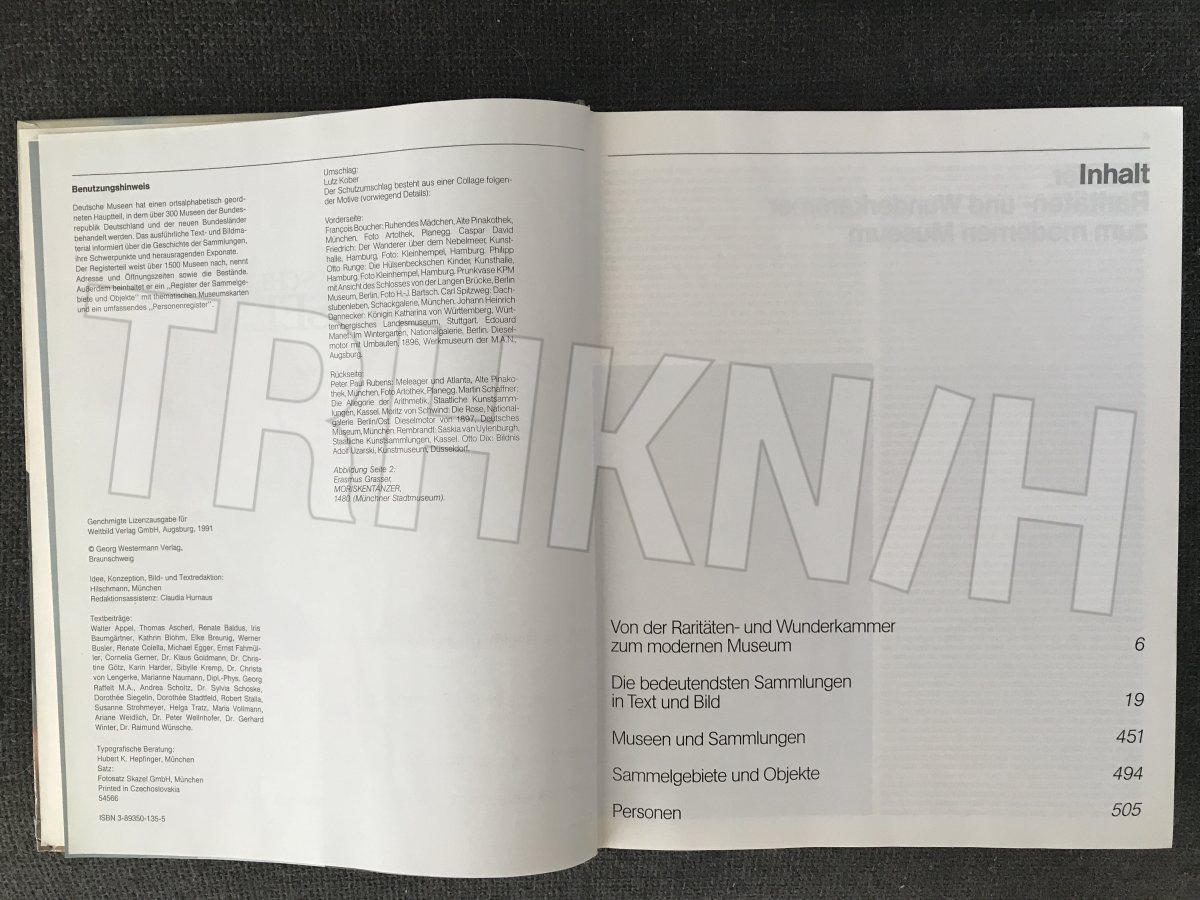 Benutzungshinweis
Deutsche Museen hat einen ortsalphabetisch geord-
neten Hauptteil, in dem über 300 Museen der Bundes-
republik Deutschland und der neuen Bundesländer
behandelt werden. Das ausführliche Text- und Bildma-
terial informiert über die Geschichte der Sammlungen,
ihre Schwerpunkte und herausragenden Exponate.
Der Registerteil weist über 1500 Museen nach, nennt
Adresse und Öffnungszeiten sowie die Bestände.
Außerdem beinhaltet er ein „Register der Sammelge-
biete und Objekte" mit thematischen Museumskarten
und ein umfassendes „Personenregister".
Genehmigte Lizenzausgabe für
Weltbild Verlag GmbH, Augsburg, 1991
© Georg Westermann Verlag,
Braunschweig
Idee, Konzeption, Bild- und Textredaktion:
Hilschmann, München
Redaktionsassistenz: Claudia Hurnaus
Textbeiträge:
Walter Appel, Thomas Ascherl, Renate Baldus, Iris
Baumgärtner, Kathrin Blohm, Elke Breunig, Werner
Busler, Renate Colella, Michael Egger, Ernst Fahmül-
ler, Cornelia Gerner, Dr. Klaus Goldmann, Dr. Chris-
tine Götz, Karin Harder, Sibylle Kremp, Dr. Christa
von Lengerke, Marianne Naumann, Dipl.-Phys. Georg
Raffelt M.A., Andrea Scholtz, Dr. Sylvia Schoske,
Dorothée Siegelin, Dorothée Stadtfeld, Robert Stalla,
Susanne Strohmeyer, Helga Tratz, Maria Vollmann,
Ariane Weidlich, Dr. Peter Wellnhofer, Dr. Gerhard
Winter, Dr. Raimund Wünsche.
Typografische Beratung:
Hubert K. Hepfinger, München
Satz:
Fotosatz Skazel GmbH, München
Printed in Czechoslovakia
54566
ISBN 3-89350-135-5
Umschlag:
Lutz Kober
Der Schutzumschlag besteht aus einer Collage folgen-
der Motive (vorwiegend Details):
Vorderseite:
François Boucher: Ruhendes Mädchen, Alte Pinakothek,
München, Foto Artothek, Planegg. Caspar David
Friedrich: Der Wanderer über dem Nebelmeer, Kunst-
halle, Hamburg, Foto: Kleinhempel, Hamburg. Philipp
Otto Runge: Die Hülsenbeckschen Kinder, Kunsthalle,
Hamburg, Foto Kleinhempel, Hamburg. Prunkvase KPM
mit Ansicht des Schlosses von der Langen Brücke, Berlin
Museum, Berlin, Foto H.-J. Bartsch. Carl Spitzweg: Dach-
stubenleben, Schackgalerie, München. Johann Heinrich
Dannecker: Königin Katharina von Württemberg, Würt-
tembergisches Landesmuseum, Stuttgart. Edouard
Manet: Im Wintergarten, Nationalgalerie, Berlin. Diesel-
motor mit Umbauten, 1896, Werkmuseum der M.A.N.,
Augsburg.
Rückseite:
Peter Paul Rubens: Meleager und Atlanta, Alte Pinako-
thek, München, Foto Artothek, Planegg. Martin Schaffner:
Die Allegorie der Arithmetik, Staatliche Kunstsamm-
lungen, Kassel. Moritz von Schwind: Die Rose, National-
galerie Berlin/Ost. Dieselmotor von 1897, Deutsches
Museum, München. Rembrandt: Saskia van Uylenburgh,
Staatliche Kunstsammlungen, Kassel. Otto Dix: Bildnis
Adolf Uzarski, Kunstmuseum, Düsseldorf.
Abbildung Seite 2:
Erasmus Grasser,
MORISKENTÄNZER,
1480 (Münchner Stadtmuseum).
Inhalt
Von der Raritäten- und Wunderkammer
zum modernen Museum 6
Die bedeutendsten Sammlungen
in Text und Bild 19
Museen und Sammlungen 451
Sammelgebiete und Objekte 494
Personen 505
TRHKN/H